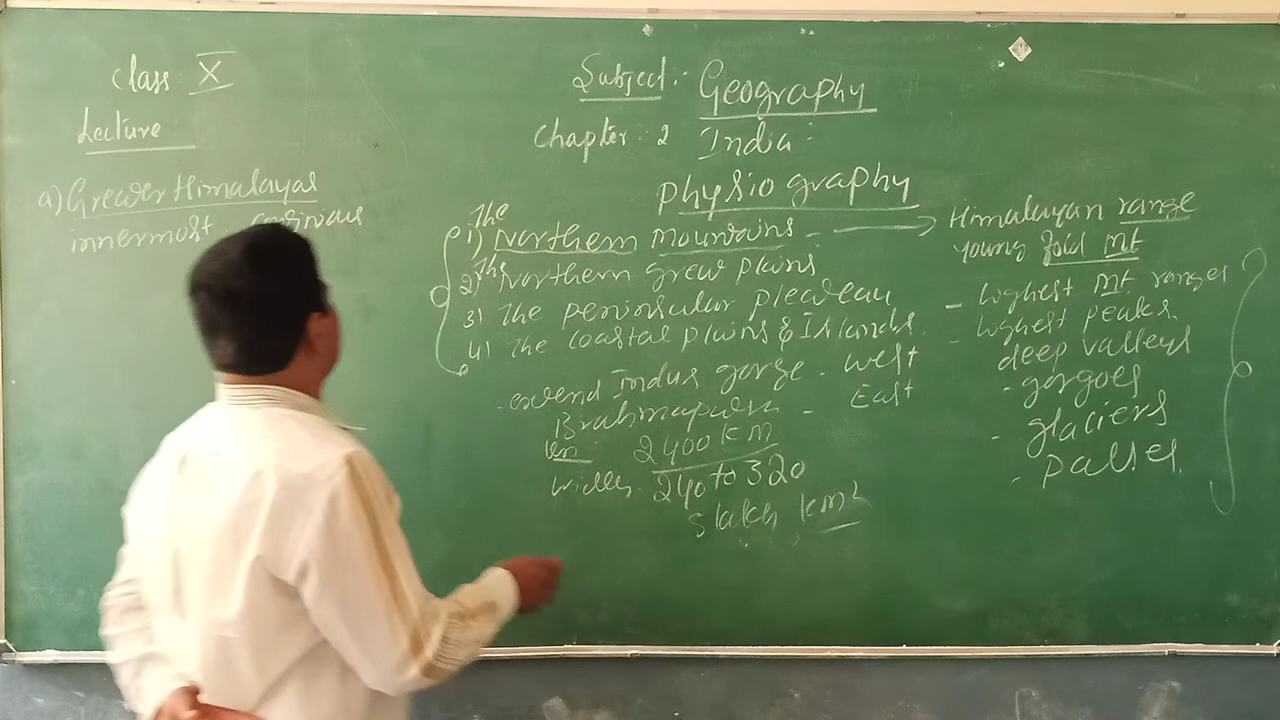 Class X
Lecture
Subject:- Geography
Chapter: 2 India:
Physiography
a) Greater Himalayas
innermost.
1) The Northern mountains - → Himalayan range
young fold mt
2) The Northern great plains
3) The peninsular plateau
4) The coastal plains & Islands.
- extend Indus gorge - West
Brahmaputra - East
2400 km
width 240 to 320
5 lakh km²
- highest mt ranges
- highest peaks
deep valleys
- gorges
- glaciers
- passes.